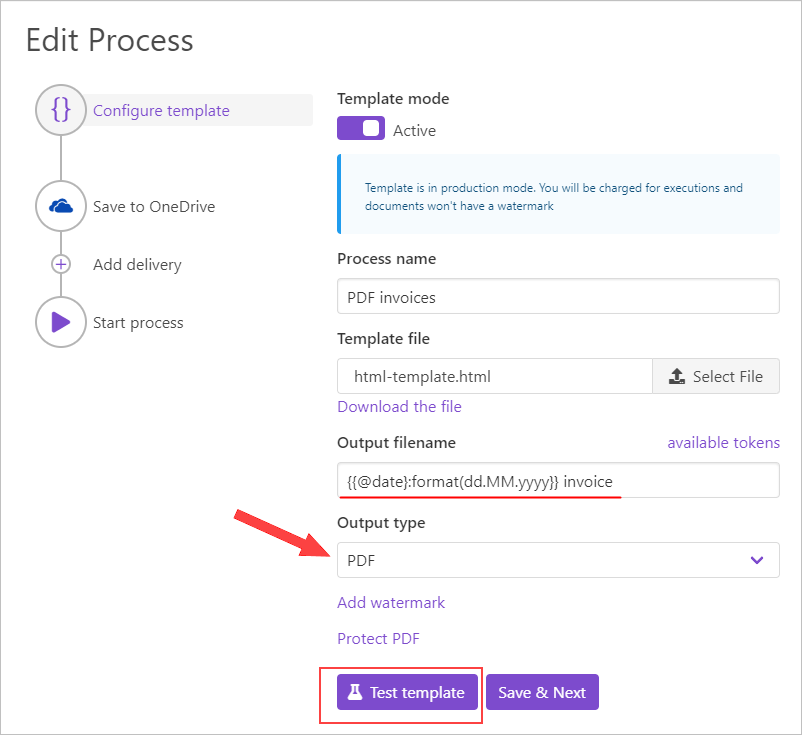 Edit Process
{} Configure template
Save to OneDrive
+ Add delivery
Start process
Template mode
Active
Template is in production mode. You will be charged for executions and
documents won't have a watermark
Process name
PDF invoices
Template file
html-template.html Select File
Download the file
Output filename available tokens
{{@date}:format(dd.MM.yyyy}} invoice
Output type
PDF
Add watermark
Protect PDF
Test template Save & Next